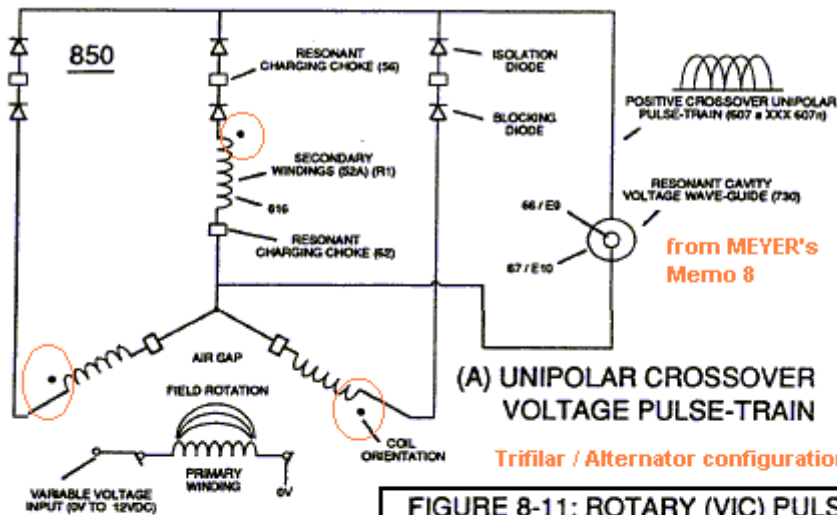 850
RESONANT
CHARGING CHOKE (56)
ISOLATION
DIODE
BLOCKING
DIODE
POSITIVE CROSSOVER UNIPOLAR
PULSE-TRAIN (607 a XXX 607n)
SECONDARY
WINDINGS (52A) (R1)
616
RESONANT
CHARGING CHOKE (62)
RESONANT CAVITY
VOLTAGE WAVE-GUIDE (730)
66 / E9
67 / E10
from MEYER's
Memo 8
AIR GAP
FIELD ROTATION
(A) UNIPOLAR CROSSOVER
VOLTAGE PULSE-TRAIN
COIL
ORIENTATION
PRIMARY
WINDING
0V
VARIABLE VOLTAGE
INPUT (0V TO 12VDC)
Trifilar / Alternator configuration
FIGURE 8-11: ROTARY (VIC) PULS